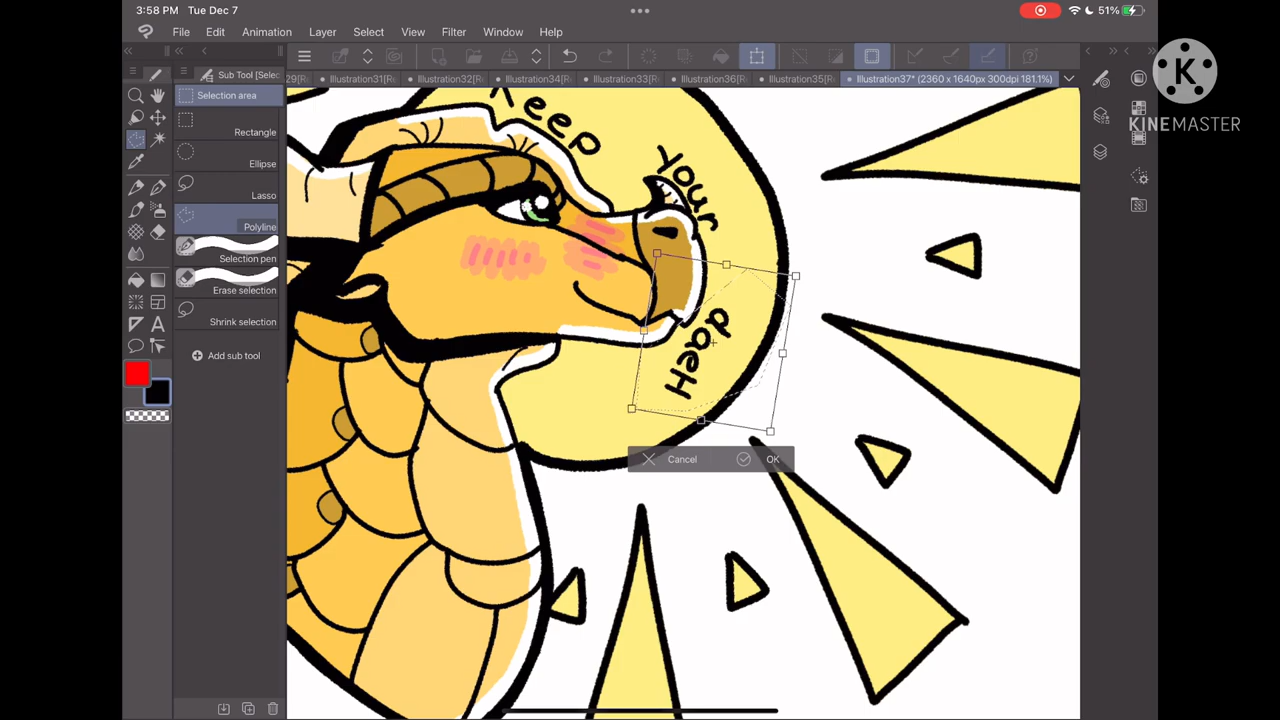 3:58 PM Tue Dec 7
51%
File Edit Animation Layer Select View Filter Window Help
Sub Tool [Selec
29[R Illustration31[R Illustration32[R Illustration34[R Illustration33[R Illustration36[R Illustration35[R Illustration37* (2360 x 1640px 300dpi 181.1%)
Selection area
Rectangle
Ellipse
Lasso
Polyline
Selection pen
Erase selection
Shrink selection
Add sub tool
Keep
Your
Head
Cancel OK
K
KINEMASTER